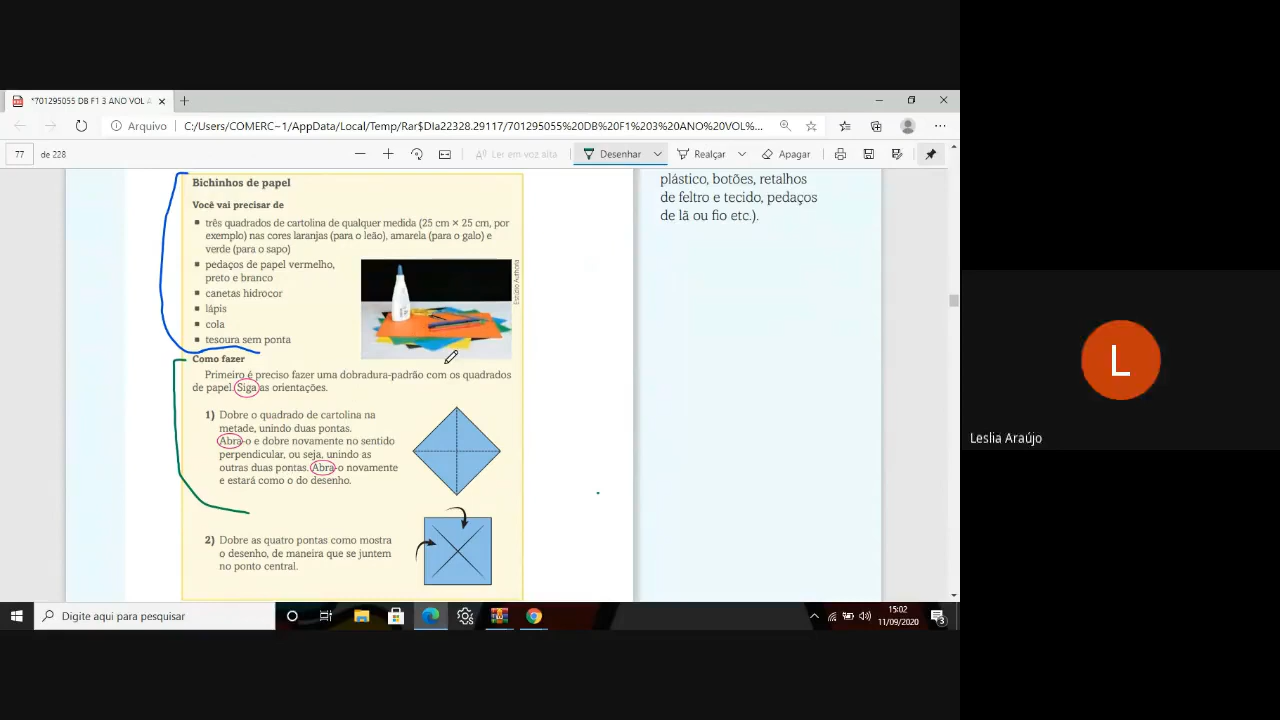 *701295055 DB F1 3 ANO VOL
Arquivo
C:/Users/COMERC~1/AppData/Local/Temp/Rar$DIa22328.29117/701295055%20DB%20F1%203%20ANO%20VOL%...
77
de 228
Ler em voz alta
Desenhar
Realçar
Apagar
Bichinhos de papel
Você vai precisar de
▪ três quadrados de cartolina de qualquer medida (25 cm × 25 cm, por
exemplo) nas cores laranjas (para o leão), amarela (para o galo) e
verde (para o sapo)
▪ pedaços de papel vermelho,
preto e branco
▪ canetas hidrocor
▪ lápis
▪ cola
▪ tesoura sem ponta
Estúdio Authora
Como fazer
Primeiro é preciso fazer uma dobradura-padrão com os quadrados
de papel. Siga as orientações.
1) Dobre o quadrado de cartolina na
metade, unindo duas pontas.
Abra-o e dobre novamente no sentido
perpendicular, ou seja, unindo as
outras duas pontas. Abra-o novamente
e estará como o do desenho.
2) Dobre as quatro pontas como mostra
o desenho, de maneira que se juntem
no ponto central.
plástico, botões, retalhos
de feltro e tecido, pedaços
de lã ou fio etc.).
L
Leslia Araújo
Digite aqui para pesquisar
15:02
11/09/2020
3